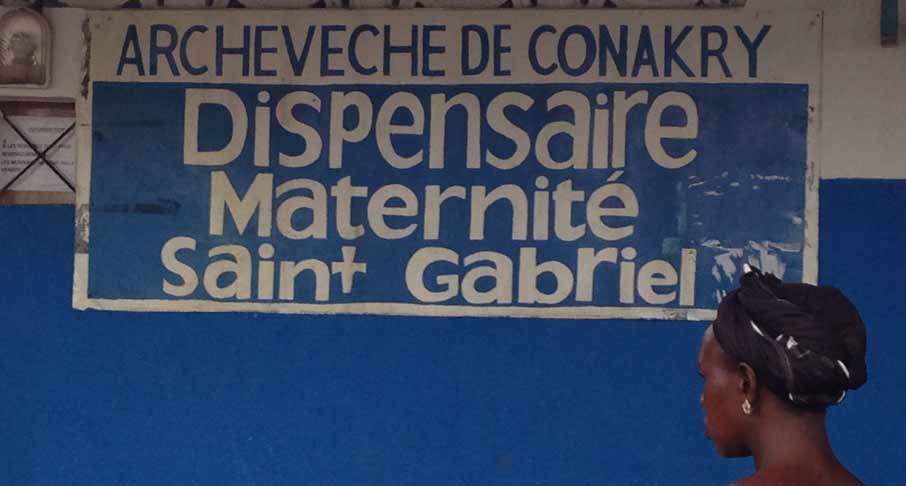 ARCHEVECHE DE CONAKRY
Dispensaire
Maternité
Saint Gabriel